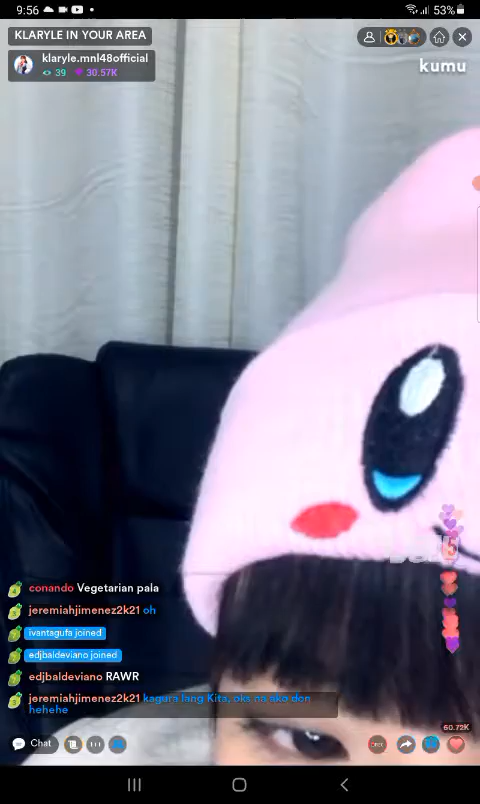 9:56
53%
KLARYLE IN YOUR AREA
klaryle.mnl48official
39 30.57K
kumu
conando Vegetarian pala
jeremiahjimenez2k21 oh
ivantagufa joined
edjbaldeviano joined
edjbaldeviano RAWR
jeremiahjimenez2k21 kagura lang Kita, oks na ako don
hehehe
60.72K
Chat